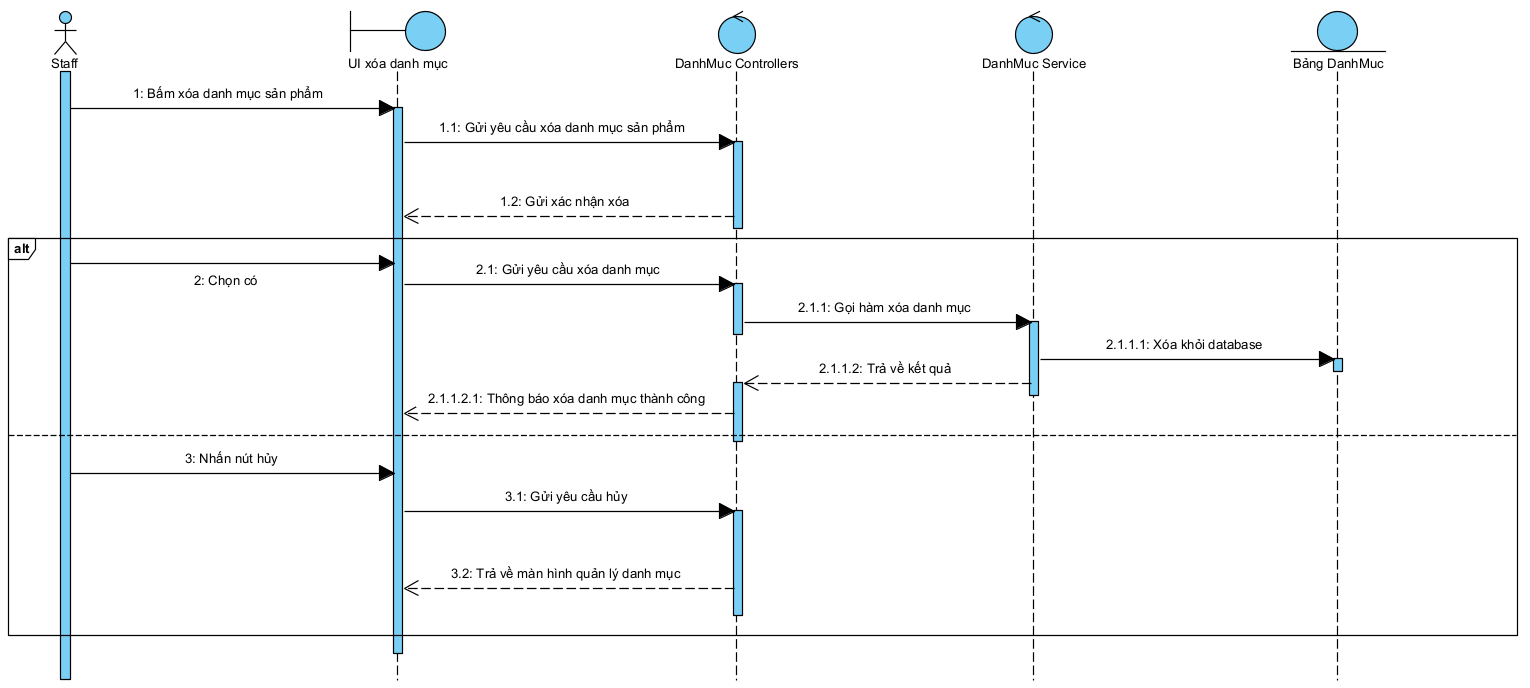 Staff
UI xóa danh mục
DanhMuc Controllers
DanhMuc Service
Bảng DanhMuc
1: Bấm xóa danh mục sản phẩm
1.1: Gửi yêu cầu xóa danh mục sản phẩm
1.2: Gửi xác nhận xóa
alt
2: Chọn có
2.1: Gửi yêu cầu xóa danh mục
2.1.1: Gọi hàm xóa danh mục
2.1.1.1: Xóa khỏi database
2.1.1.2: Trả về kết quả
2.1.1.2.1: Thông báo xóa danh mục thành công
3: Nhấn nút hủy
3.1: Gửi yêu cầu hủy
3.2: Trả về màn hình quản lý danh mục